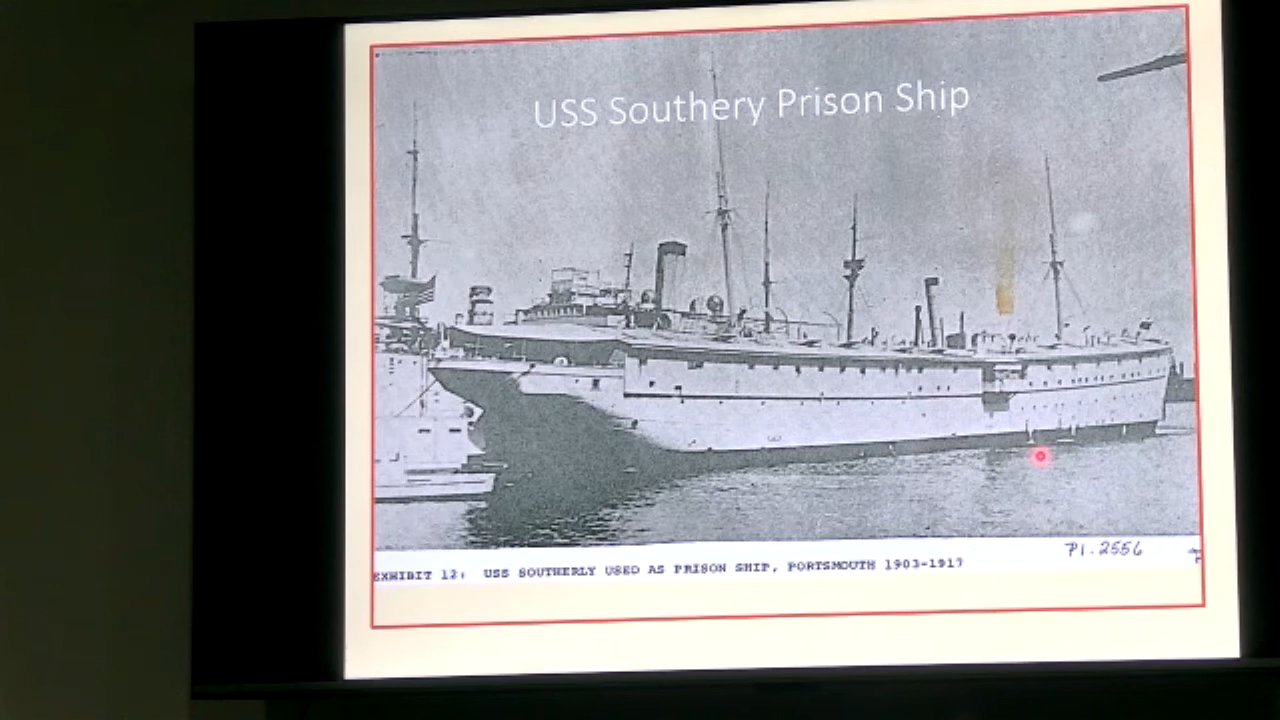 USS Southery Prison Ship
P1.2556
EXHIBIT 12: USS SOUTHERLY USED AS PRISON SHIP, PORTSMOUTH 1903-1917